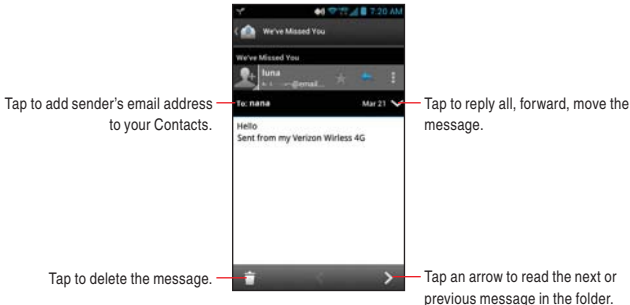 7:20 AM
We've Missed You
We've Missed You
luna
@email...
Tap to add sender's email address
to your Contacts.
To: nana Mar 21
Tap to reply all, forward, move the
message.
Hello
Sent from my Verizon Wirless 4G
Tap to delete the message.
Tap an arrow to read the next or
previous message in the folder.